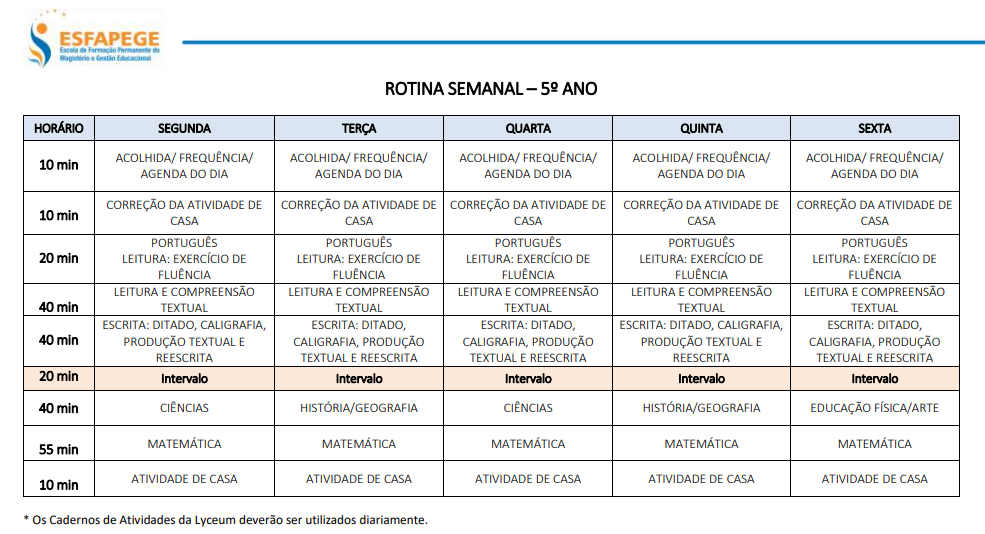 ESFAPEGE
Escola de Formação Permanente do
Magistério e Gestão Educacional
ROTINA SEMANAL – 5º ANO
HORÁRIO SEGUNDA TERÇA QUARTA QUINTA SEXTA
10 min
ACOLHIDA/ FREQUÊNCIA/ ACOLHIDA/ FREQUÊNCIA/ ACOLHIDA/ FREQUÊNCIA/ ACOLHIDA/ FREQUÊNCIA/ ACOLHIDA/ FREQUÊNCIA/
AGENDA DO DIA AGENDA DO DIA AGENDA DO DIA AGENDA DO DIA AGENDA DO DIA
10 min
CORREÇÃO DA ATIVIDADE DE CORREÇÃO DA ATIVIDADE DE CORREÇÃO DA ATIVIDADE DE CORREÇÃO DA ATIVIDADE DE CORREÇÃO DA ATIVIDADE DE
CASA CASA CASA CASA CASA
20 min
PORTUGUÊS PORTUGUÊS PORTUGUÊS PORTUGUÊS PORTUGUÊS
LEITURA: EXERCÍCIO DE LEITURA: EXERCÍCIO DE LEITURA: EXERCÍCIO DE LEITURA: EXERCÍCIO DE LEITURA: EXERCÍCIO DE
FLUÊNCIA FLUÊNCIA FLUÊNCIA FLUÊNCIA FLUÊNCIA
40 min
LEITURA E COMPREENSÃO LEITURA E COMPREENSÃO LEITURA E COMPREENSÃO LEITURA E COMPREENSÃO LEITURA E COMPREENSÃO
TEXTUAL TEXTUAL TEXTUAL TEXTUAL TEXTUAL
40 min
ESCRITA: DITADO, CALIGRAFIA, ESCRITA: DITADO, ESCRITA: DITADO, ESCRITA: DITADO, CALIGRAFIA, ESCRITA: DITADO,
PRODUÇÃO TEXTUAL E CALIGRAFIA, PRODUÇÃO CALIGRAFIA, PRODUÇÃO PRODUÇÃO TEXTUAL E CALIGRAFIA, PRODUÇÃO
REESCRITA TEXTUAL E REESCRITA TEXTUAL E REESCRITA REESCRITA TEXTUAL E REESCRITA
20 min Intervalo Intervalo Intervalo Intervalo Intervalo
40 min CIÊNCIAS HISTÓRIA/GEOGRAFIA CIÊNCIAS HISTÓRIA/GEOGRAFIA EDUCAÇÃO FÍSICA/ARTE
55 min MATEMÁTICA MATEMÁTICA MATEMÁTICA MATEMÁTICA MATEMÁTICA
10 min ATIVIDADE DE CASA ATIVIDADE DE CASA ATIVIDADE DE CASA ATIVIDADE DE CASA ATIVIDADE DE CASA
* Os Cadernos de Atividades da Lyceum deverão ser utilizados diariamente.